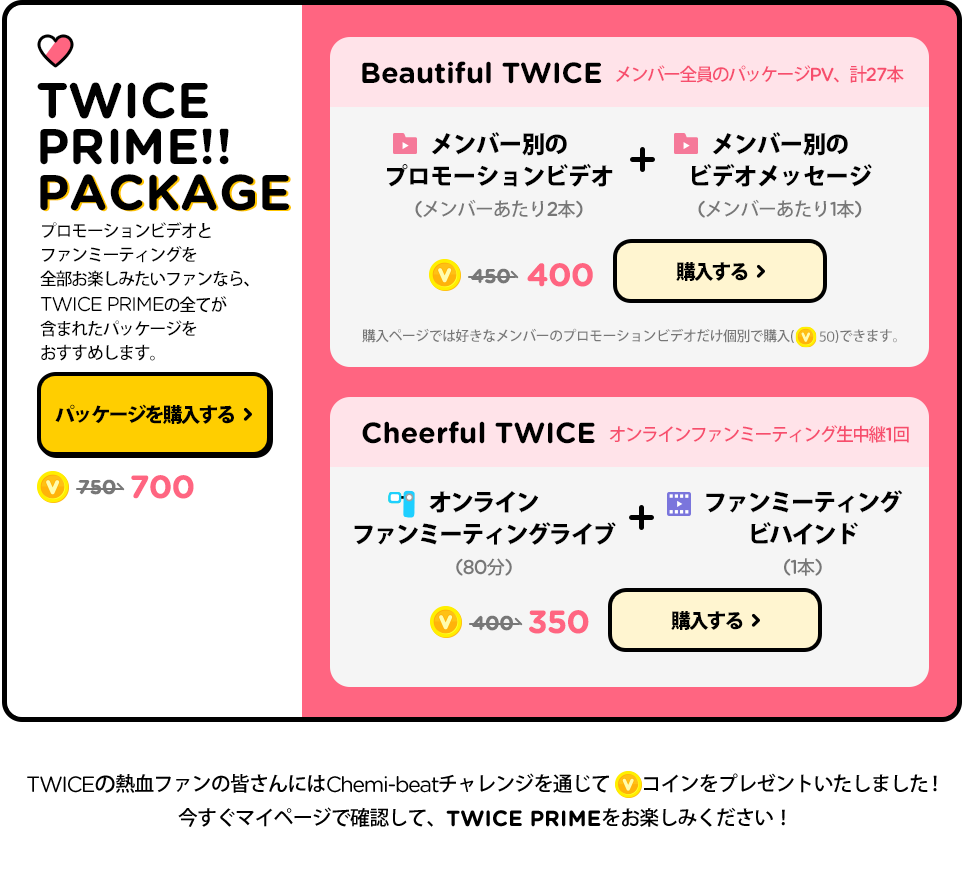 TWICE
PRIME!!
PACKAGE
プロモーションビデオと
ファンミーティングを
全部お楽しみたいファンなら、
TWICE PRIMEの全てが
含まれたパッケージを
おすすめします。
パッケージを購入する >
V 750 700
Beautiful TWICE メンバー全員のパッケージPV、計27本
メンバー別の
プロモーションビデオ
(メンバーあたり2本)
+
メンバー別の
ビデオメッセージ
(メンバーあたり1本)
V 450 400 購入する >
購入ページでは好きなメンバーのプロモーションビデオだけ個別で購入(V 50)できます。
Cheerful TWICE オンラインファンミーティング生中継1回
オンライン
ファンミーティングライブ
(80分)
+
ファンミーティング
ビハインド
(1本)
V 400 350 購入する >
TWICEの熱血ファンの皆さんにはChemi-beatチャレンジを通じて Vコインをプレゼントいたしました!
今すぐマイページで確認して、TWICE PRIMEをお楽しみください!